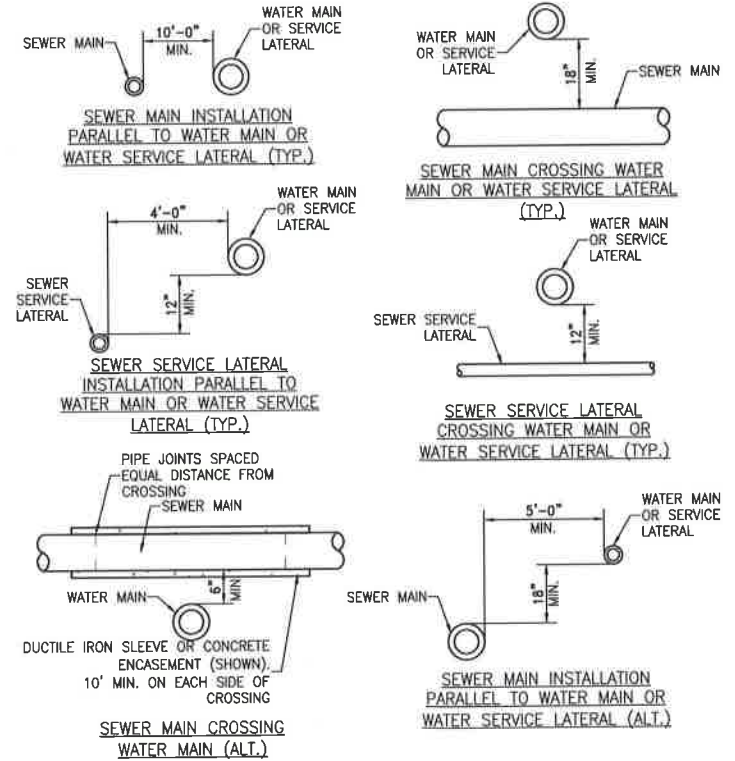 10'-0"
MIN.
WATER MAIN
OR SERVICE
LATERAL
SEWER MAIN
SEWER MAIN INSTALLATION
PARALLEL TO WATER MAIN OR
WATER SERVICE LATERAL (TYP.)
WATER MAIN
OR SERVICE
LATERAL
18"
MIN.
SEWER MAIN
SEWER MAIN CROSSING WATER
MAIN OR WATER SERVICE LATERAL
(TYP.)
4'-0"
MIN.
WATER MAIN
OR SERVICE
LATERAL
12"
MIN.
SEWER
SERVICE
LATERAL
SEWER SERVICE LATERAL
INSTALLATION PARALLEL TO
WATER MAIN OR WATER SERVICE
LATERAL (TYP.)
WATER MAIN
OR SERVICE
LATERAL
SEWER SERVICE
LATERAL
12"
MIN.
SEWER SERVICE LATERAL
CROSSING WATER MAIN OR
WATER SERVICE LATERAL (TYP.)
PIPE JOINTS SPACED
EQUAL DISTANCE FROM
CROSSING
SEWER MAIN
6"
MIN
WATER MAIN
DUCTILE IRON SLEEVE OR CONCRETE
ENCASEMENT (SHOWN).
10' MIN. ON EACH SIDE OF
CROSSING
SEWER MAIN CROSSING
WATER MAIN (ALT.)
5'-0"
MIN.
WATER MAIN
OR SERVICE
LATERAL
18"
MIN.
SEWER MAIN
SEWER MAIN INSTALLATION
PARALLEL TO WATER MAIN OR
WATER SERVICE LATERAL (ALT.)